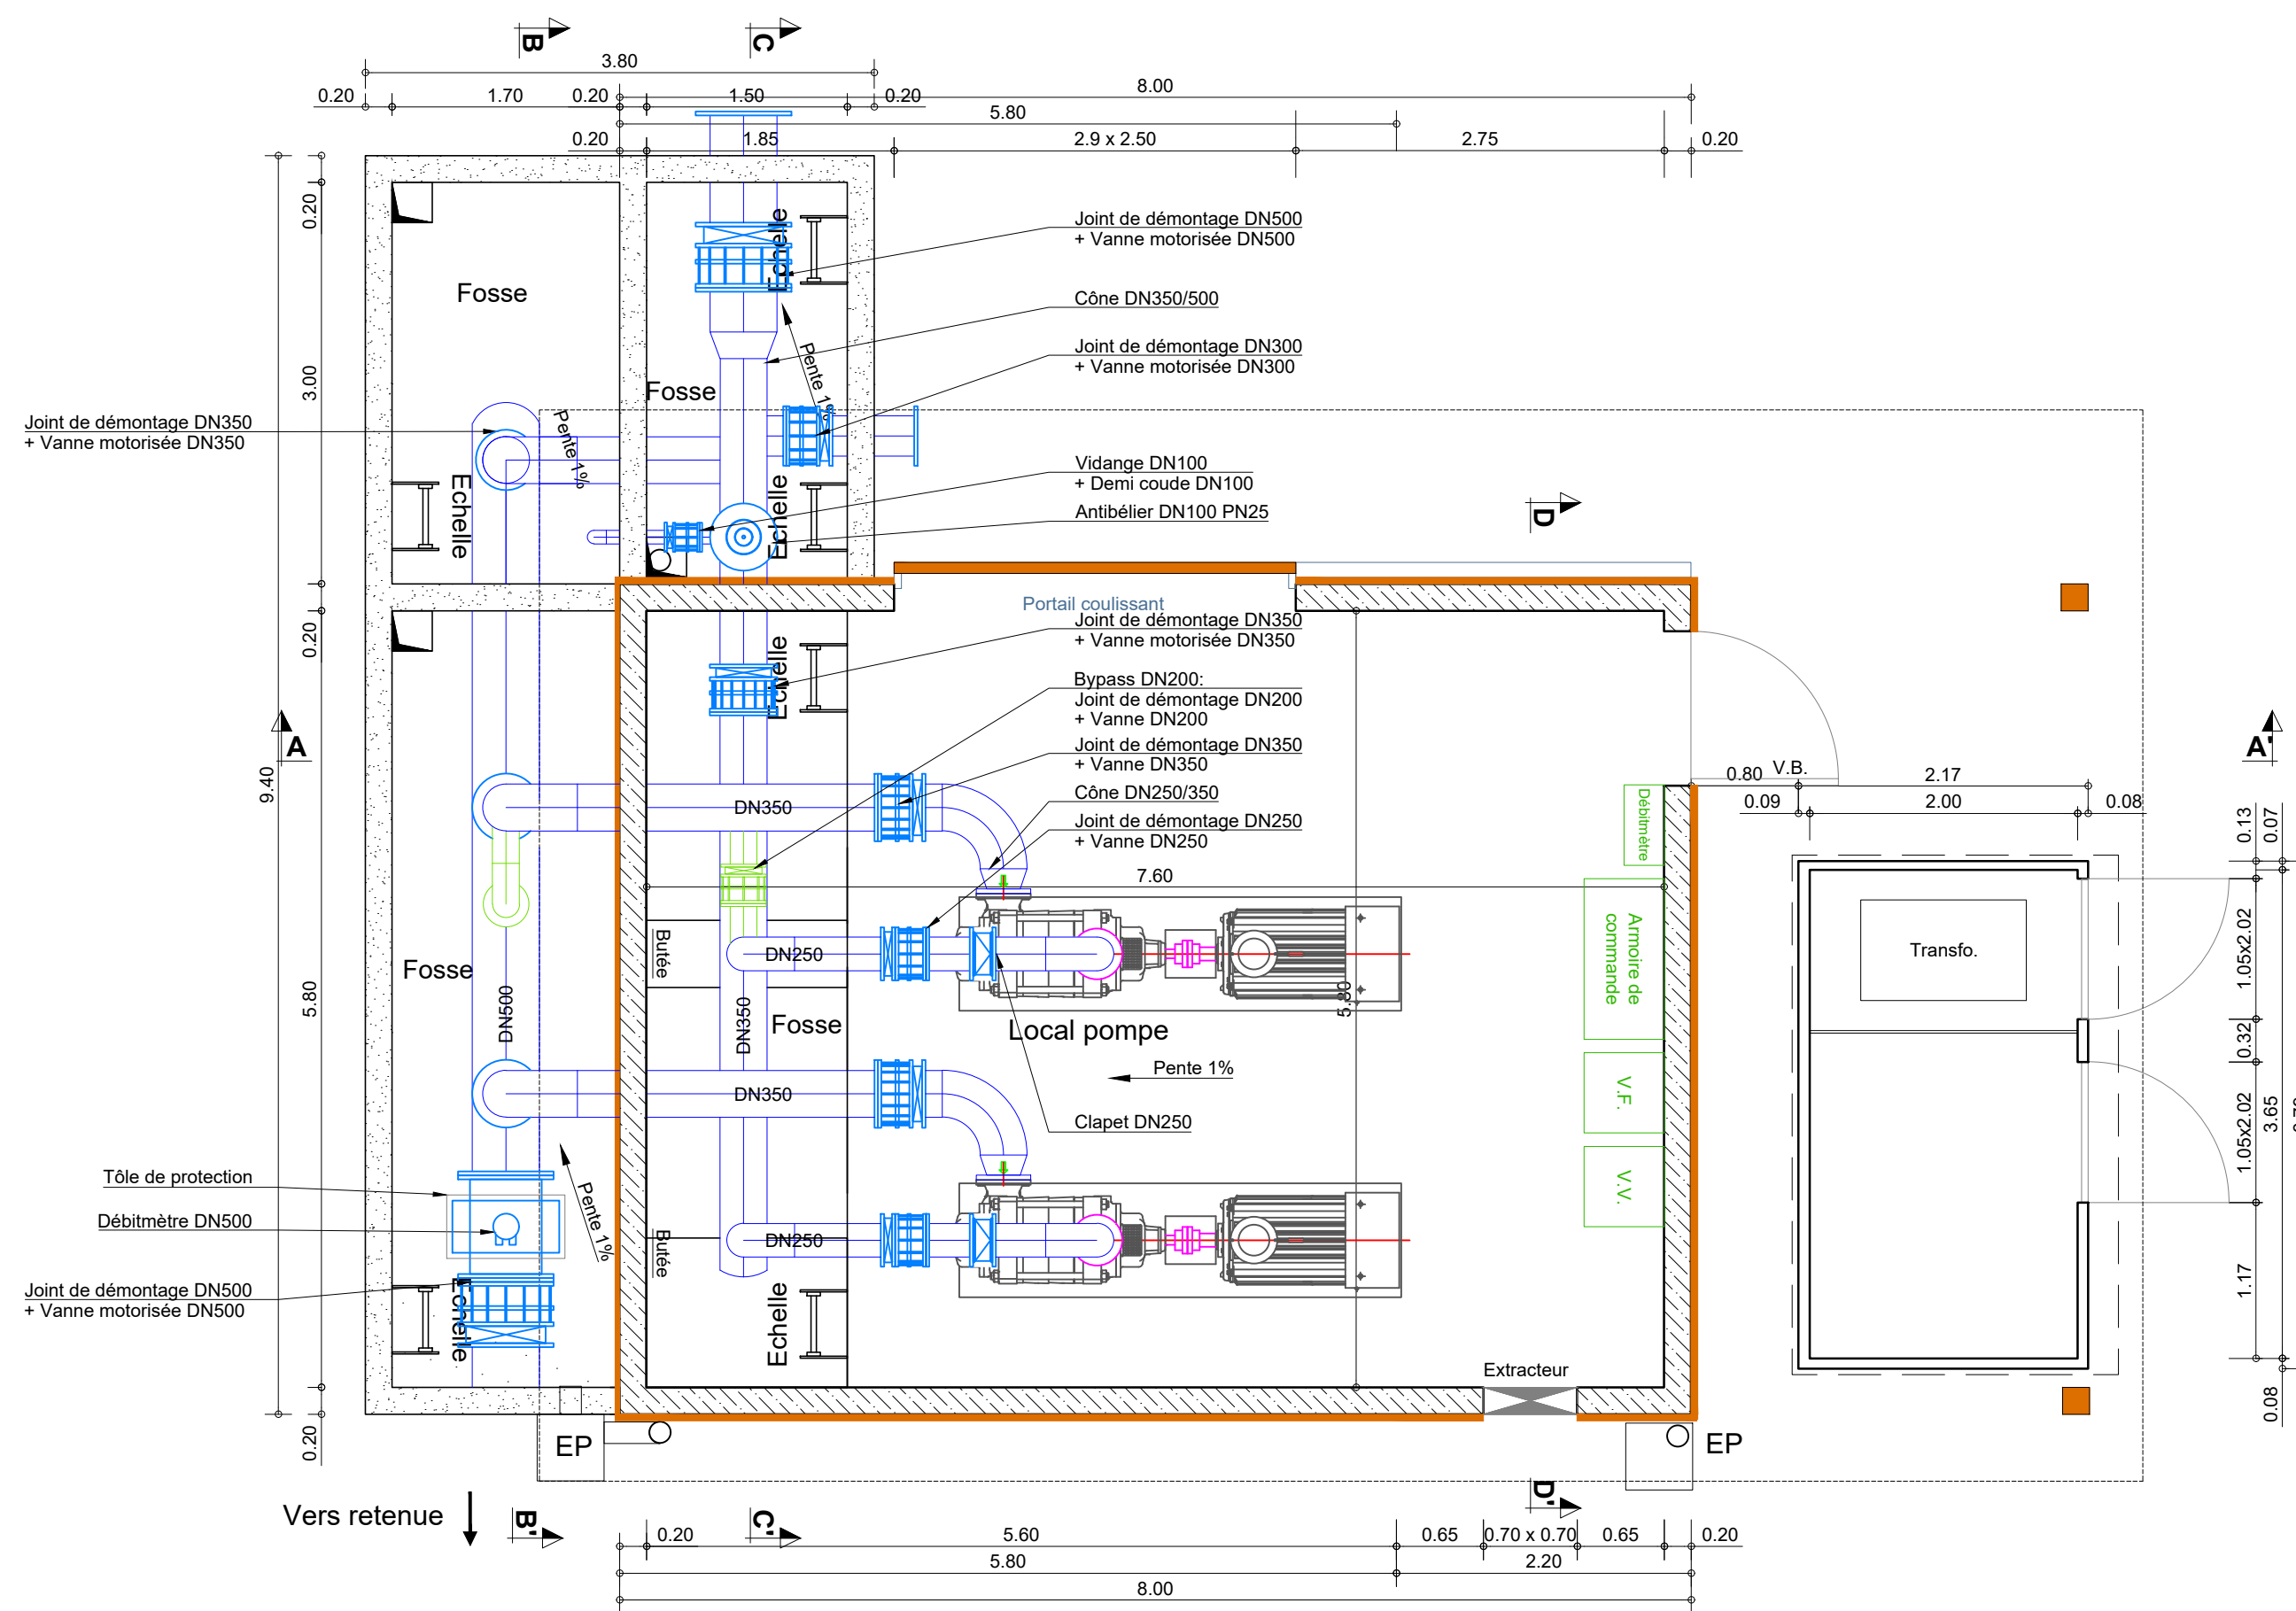 B
C
3.80
8.00
0.20
1.70
0.20
1.50
0.20
5.80
0.20
1.85
2.9 x 2.50
2.75
0.20
0.20
Echelle
Joint de démontage DN500
+ Vanne motorisée DN500
Fosse
Cône DN350/500
Pente 1%
Joint de démontage DN300
+ Vanne motorisée DN300
3.00
Fosse
Joint de démontage DN350
+ Vanne motorisée DN350
Pente 1%
Vidange DN100
+ Demi coude DN100
Echelle
Echelle
Antibélier DN100 PN25
D
Portail coulissant
Joint de démontage DN350
+ Vanne motorisée DN350
0.20
Echelle
Bypass DN200:
Joint de démontage DN200
+ Vanne DN200
A
A'
Joint de démontage DN350
+ Vanne DN350
9.40
0.80
V.B.
2.17
Cône DN250/350
0.09
2.00
0.08
DN350
Joint de démontage DN250
+ Vanne DN250
Débitmètre
0.13
0.07
7.60
Armoire de
commande
Transfo.
1.05x2.02
Butée
DN250
Fosse
5.80
DN500
DN350
Fosse
5.80
Local pompe
0.32
Pente 1%
DN350
V.F.
Clapet DN250
1.05x2.02
3.65
Tôle de protection
V.V.
Débitmètre DN500
Pente 1%
Butée
DN250
Joint de démontage DN500
+ Vanne motorisée DN500
Echelle
Echelle
1.17
Extracteur
0.08
0.20
EP
EP
Vers retenue
B'
C'
D'
0.20
5.60
0.65
0.70 x 0.70
0.65
0.20
5.80
2.20
8.00